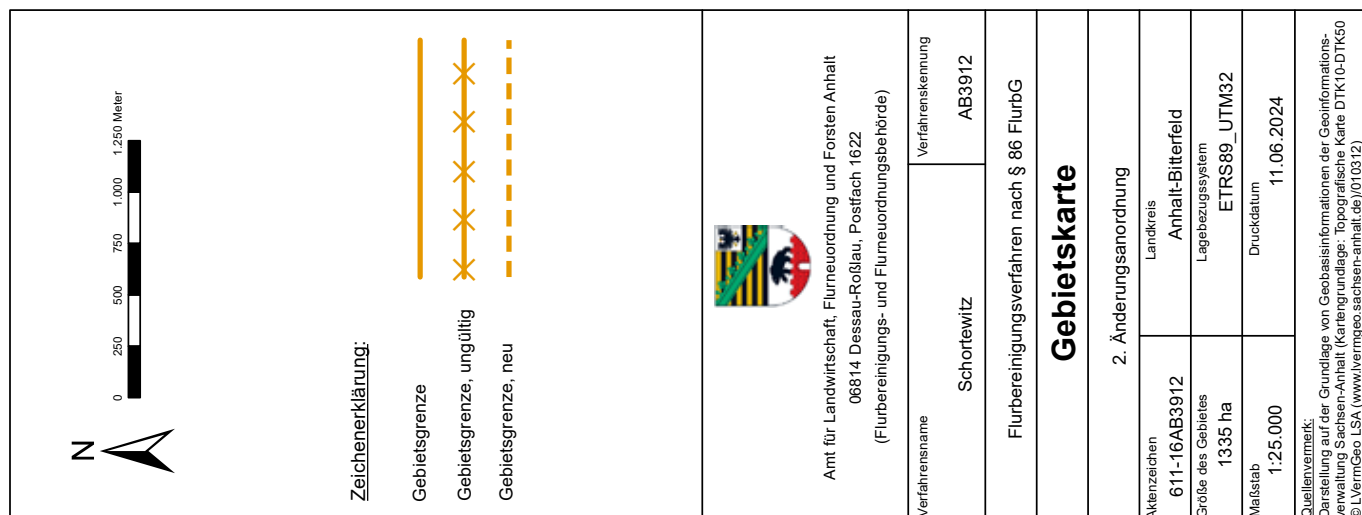 N
0 250 500 750 1.000 1.250 Meter
Zeichenerklärung:
Gebietsgrenze
Gebietsgrenze, ungültig
Gebietsgrenze, neu
Amt für Landwirtschaft, Flurneuordnung und Forsten Anhalt
06814 Dessau-Roßlau, Postfach 1622
(Flurbereinigungs- und Flurneuordnungsbehörde)
Verfahrensname
Schortewitz
Verfahrenskennung
AB3912
Flurbereinigungsverfahren nach § 86 FlurbG
Gebietskarte
2. Änderungsanordnung
Aktenzeichen
611-16AB3912
Landkreis
Anhalt-Bitterfeld
Größe des Gebietes
1335 ha
Lagebezugssystem
ETRS89_UTM32
Maßstab
1:25.000
Druckdatum
11.06.2024
Quellenvermerk:
Darstellung auf der Grundlage von Geobasisinformationen der Geoinformations-
verwaltung Sachsen-Anhalt (Kartengrundlage: Topografische Karte DTK10-DTK50
© LVermGeo LSA (www.lvermgeo.sachsen-anhalt.de)/010312)